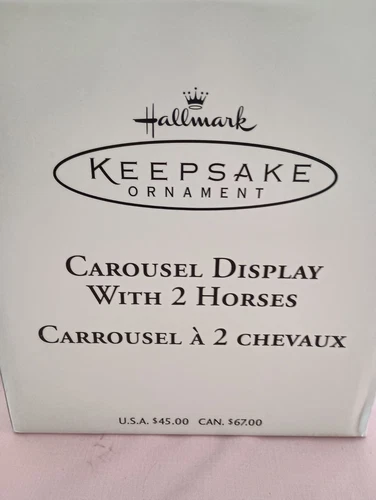 Hallmark
KEEPSAKE
ORNAMENT
CAROUSEL DISPLAY
WITH 2 HORSES
CARROUSEL À 2 CHEVAUX
U.S.A. $45.00 CAN. $67.00